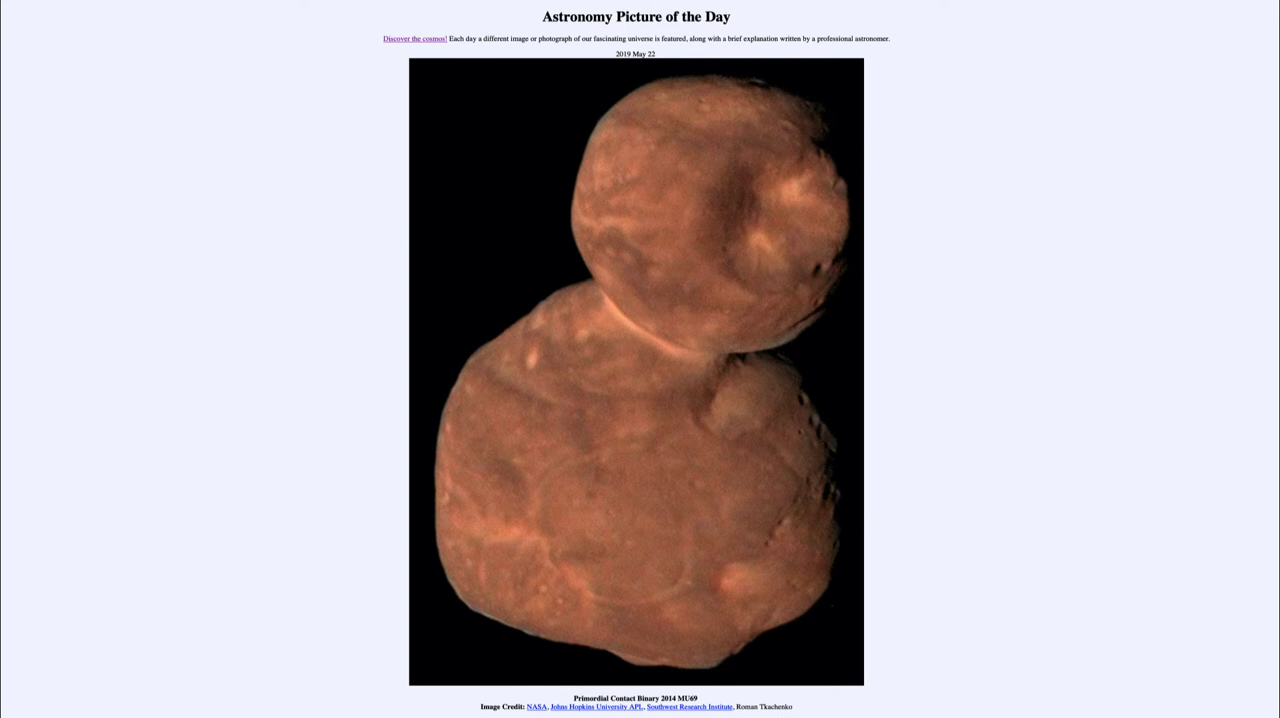 Astronomy Picture of the Day
Discover the cosmos! Each day a different image or photograph of our fascinating universe is featured, along with a brief explanation written by a professional astronomer.
2019 May 22
Primordial Contact Binary 2014 MU69
Image Credit: NASA, Johns Hopkins University APL, Southwest Research Institute, Roman Tkachenko